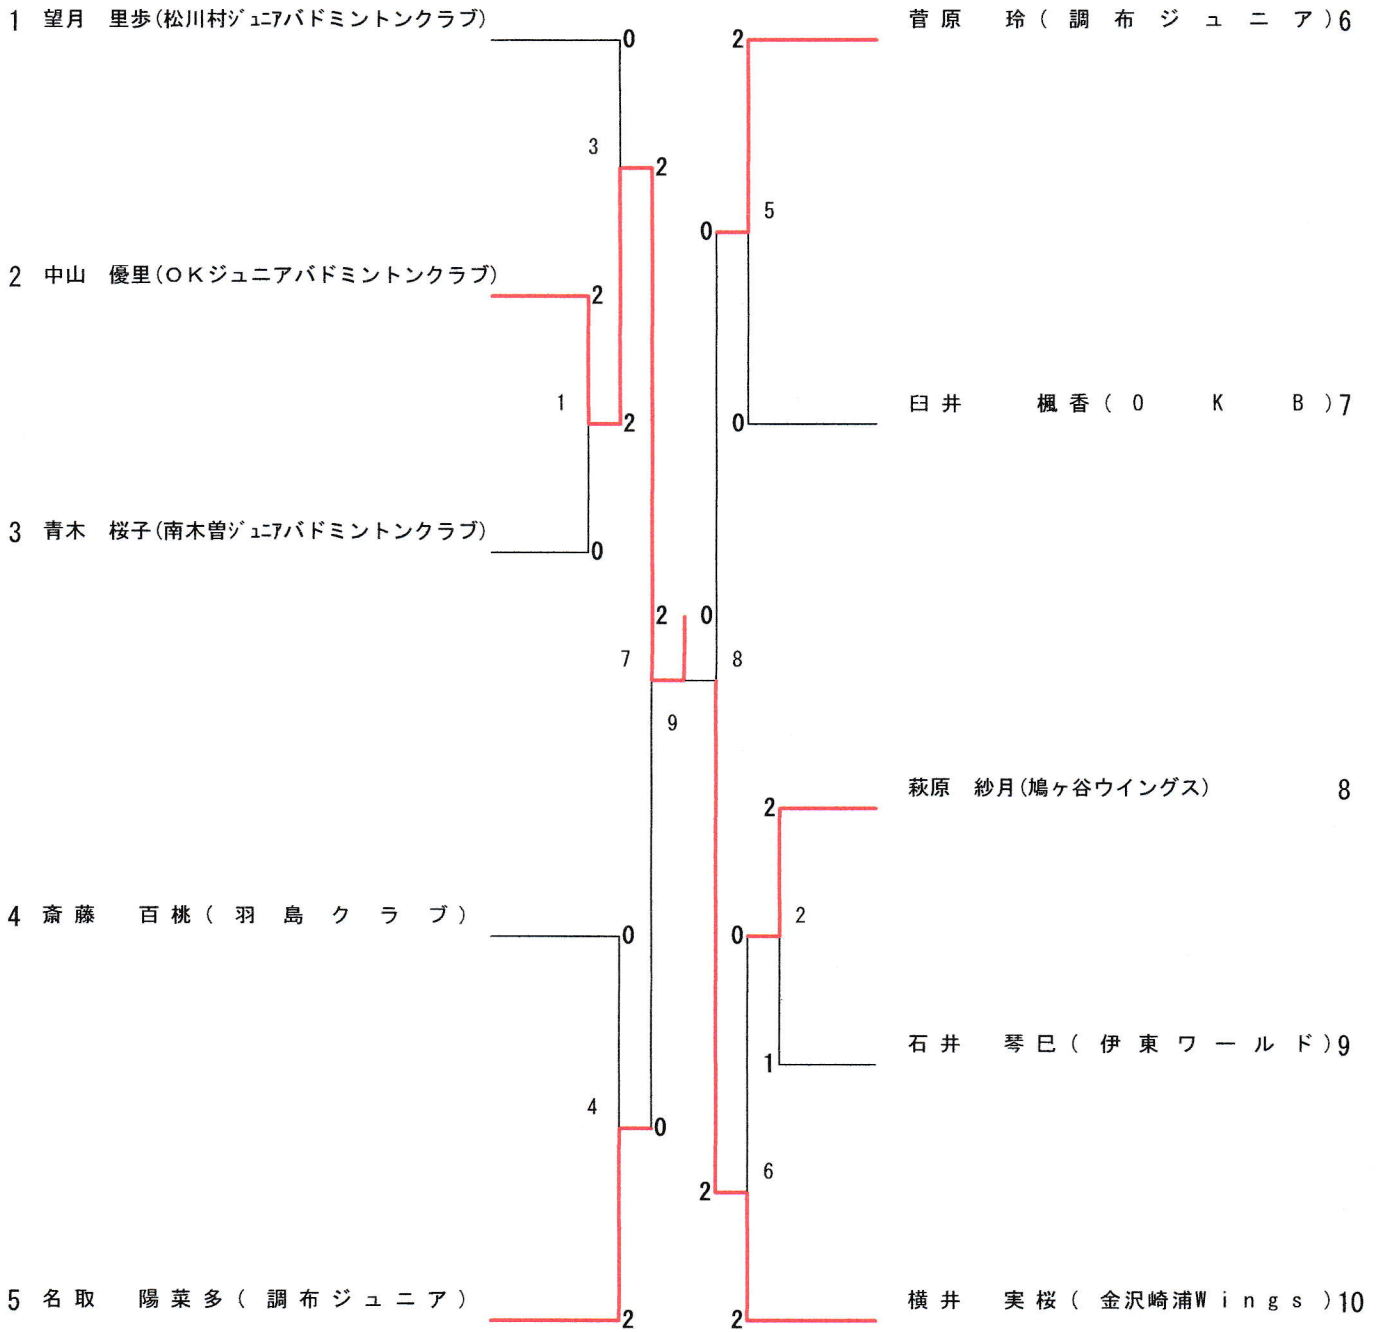 1 望月 里歩(松川村ｼﾞｭﾆｱバドミントンクラブ)
0
3
2
2 中山 優里(OKジュニアバドミントンクラブ)
2
1
2
3 青木 桜子(南木曽ｼﾞｭﾆｱバドミントンクラブ)
0
2
7
9
4 斎藤 百桃(羽島クラブ)
0
4
0
5 名取 陽菜多(調布ジュニア)
2
菅原 玲(調布ジュニア)6
2
5
0
臼井 楓香(OKB)7
0
0
8
萩原 紗月(鳩ヶ谷ウイングス) 8
2
2
0
石井 琴巳(伊東ワールド)9
1
6
2
横井 実桜(金沢崎浦Wings)10
2